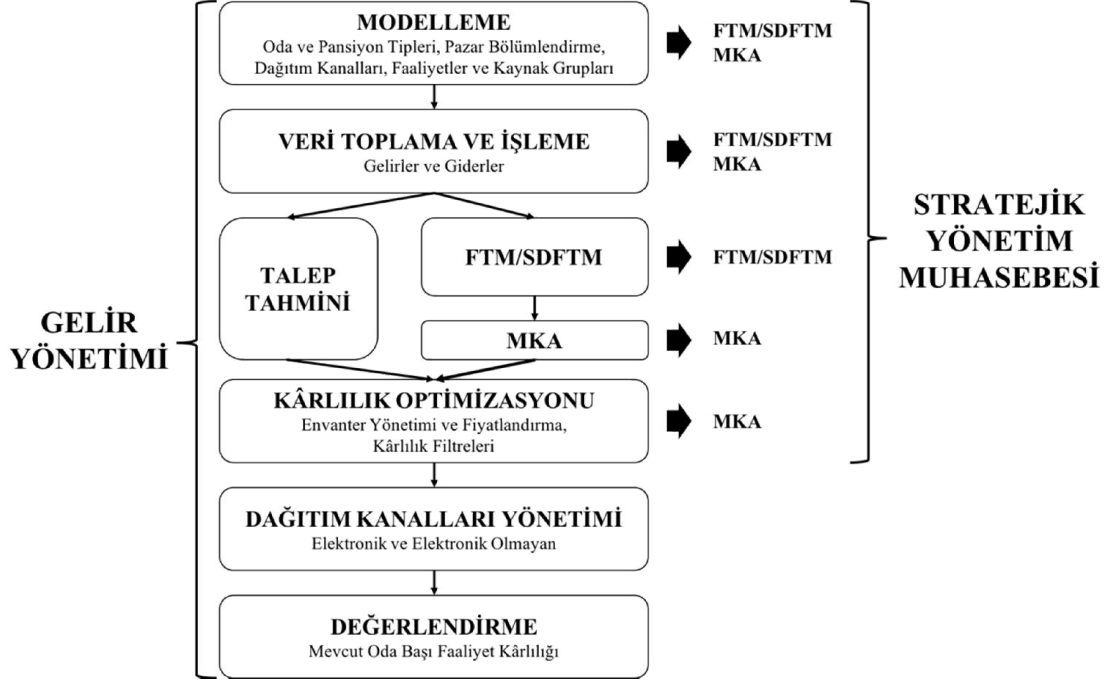 MODELLEME
Oda ve Pansiyon Tipleri, Pazar Bölümlendirme,
Dağıtım Kanalları, Faaliyetler ve Kaynak Grupları
FTM/SDFTM
MKA
VERİ TOPLAMA VE İŞLEME
Gelirler ve Giderler
FTM/SDFTM
MKA
TALEP
TAHMİNİ
FTM/SDFTM
FTM/SDFTM
MKA
MKA
KÂRLILIK OPTİMİZASYONU
Envanter Yönetimi ve Fiyatlandırma,
Kârlılık Filtreleri
MKA
DAĞITIM KANALLARI YÖNETİMİ
Elektronik ve Elektronik Olmayan
DEĞERLENDİRME
Mevcut Oda Başı Faaliyet Kârlılığı
GELİR
YÖNETİMİ
STRATEJİK
YÖNETİM
MUHASEBESİ